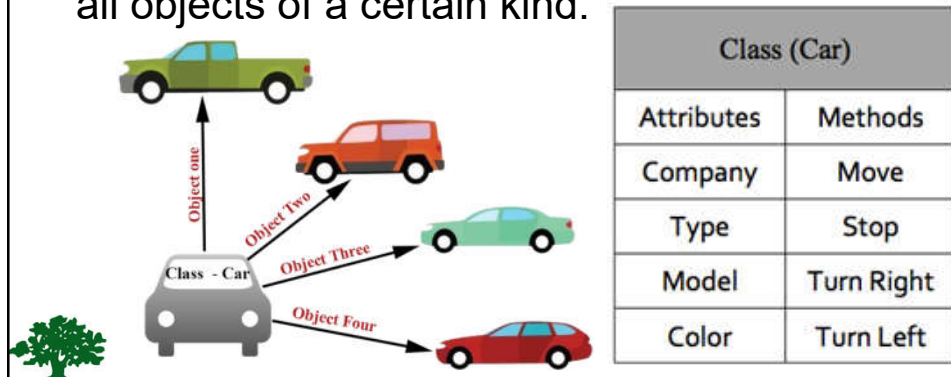 all objects of a certain kind.
Object one
Object Two
Object Three
Object Four
Class - Car
Class (Car)
Attributes Methods
Company Move
Type Stop
Model Turn Right
Color Turn Left